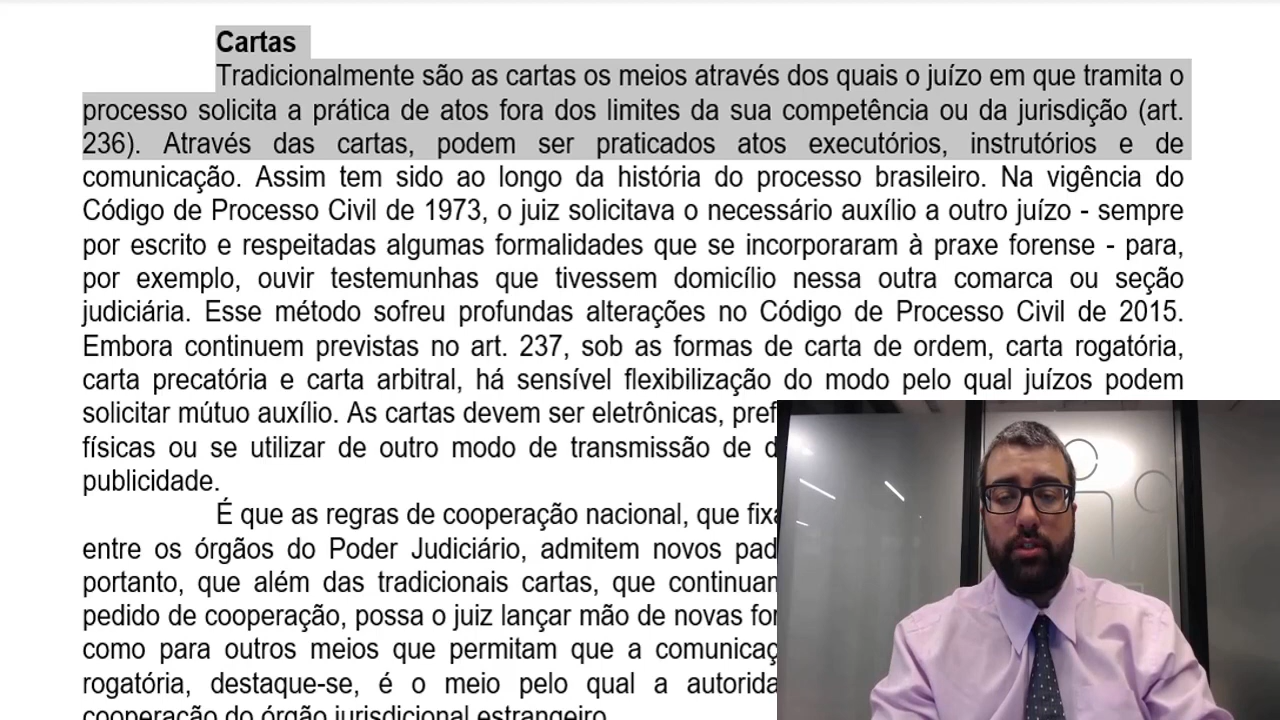 Cartas
Tradicionalmente são as cartas os meios através dos quais o juízo em que tramita o
processo solicita a prática de atos fora dos limites da sua competência ou da jurisdição (art.
236). Através das cartas, podem ser praticados atos executórios, instrutórios e de
comunicação. Assim tem sido ao longo da história do processo brasileiro. Na vigência do
Código de Processo Civil de 1973, o juiz solicitava o necessário auxílio a outro juízo - sempre
por escrito e respeitadas algumas formalidades que se incorporaram à praxe forense - para,
por exemplo, ouvir testemunhas que tivessem domicílio nessa outra comarca ou seção
judiciária. Esse método sofreu profundas alterações no Código de Processo Civil de 2015.
Embora continuem previstas no art. 237, sob as formas de carta de ordem, carta rogatória,
carta precatória e carta arbitral, há sensível flexibilização do modo pelo qual juízos podem
solicitar mútuo auxílio. As cartas devem ser eletrônicas,
físicas ou se utilizar de outro modo de transmissão de
publicidade.
É que as regras de cooperação nacional, que
entre os órgãos do Poder Judiciário, admitem novos
portanto, que além das tradicionais cartas, que
pedido de cooperação, possa o juiz lançar mão de novas
como para outros meios que permitam que a
rogatória, destaque-se, é o meio pelo qual a
cooperação do órgão jurisdicional estrangeiro.